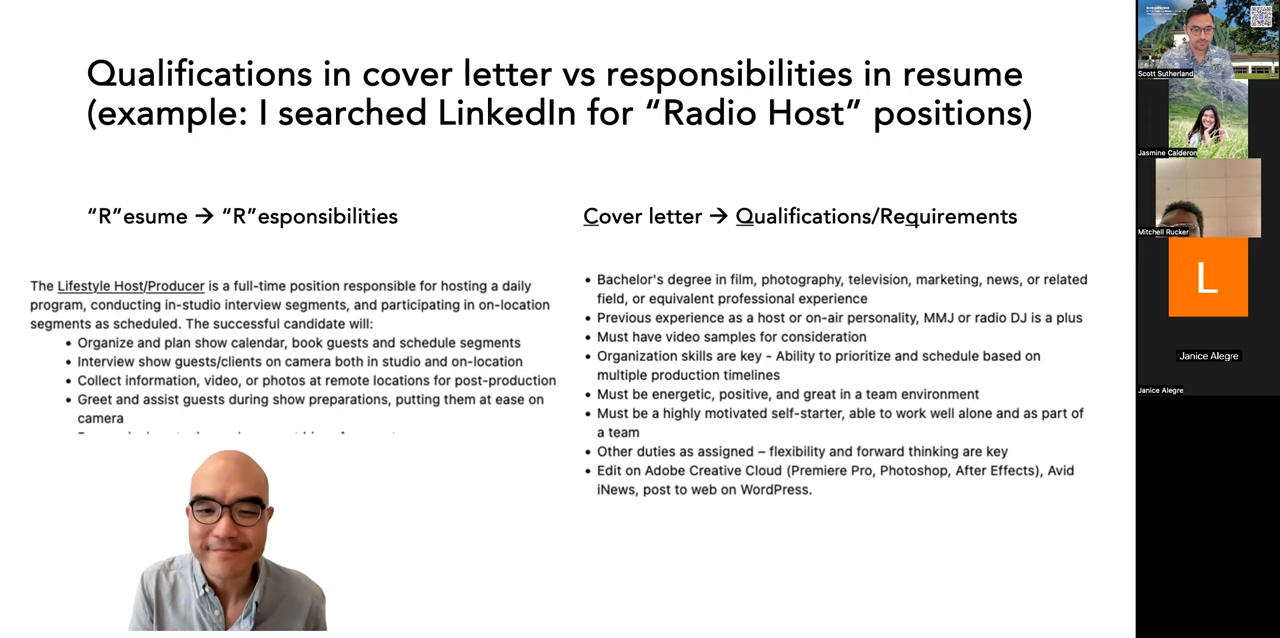 Qualifications in cover letter vs responsibilities in resume
(example: I searched LinkedIn for “Radio Host” positions)
“R”esume → “R”esponsibilities
The Lifestyle Host/Producer is a full-time position responsible for hosting a daily
program, conducting in-studio interview segments, and participating in on-location
segments as scheduled. The successful candidate will:
• Organize and plan show calendar, book guests and schedule segments
• Interview show guests/clients on camera both in studio and on-location
• Collect information, video, or photos at remote locations for post-production
• Greet and assist guests during show preparations, putting them at ease on
camera
Cover letter → Qualifications/Requirements
• Bachelor's degree in film, photography, television, marketing, news, or related
field, or equivalent professional experience
• Previous experience as a host or on-air personality, MMJ or radio DJ is a plus
• Must have video samples for consideration
• Organization skills are key - Ability to prioritize and schedule based on
multiple production timelines
• Must be energetic, positive, and great in a team environment
• Must be a highly motivated self-starter, able to work well alone and as part of
a team
• Other duties as assigned – flexibility and forward thinking are key
• Edit on Adobe Creative Cloud (Premiere Pro, Photoshop, After Effects), Avid
iNews, post to web on WordPress.
Scott Sutherland
Jasmine Calderon
Mitchell Rucker
L
Janice Alegre
Janice Alegre